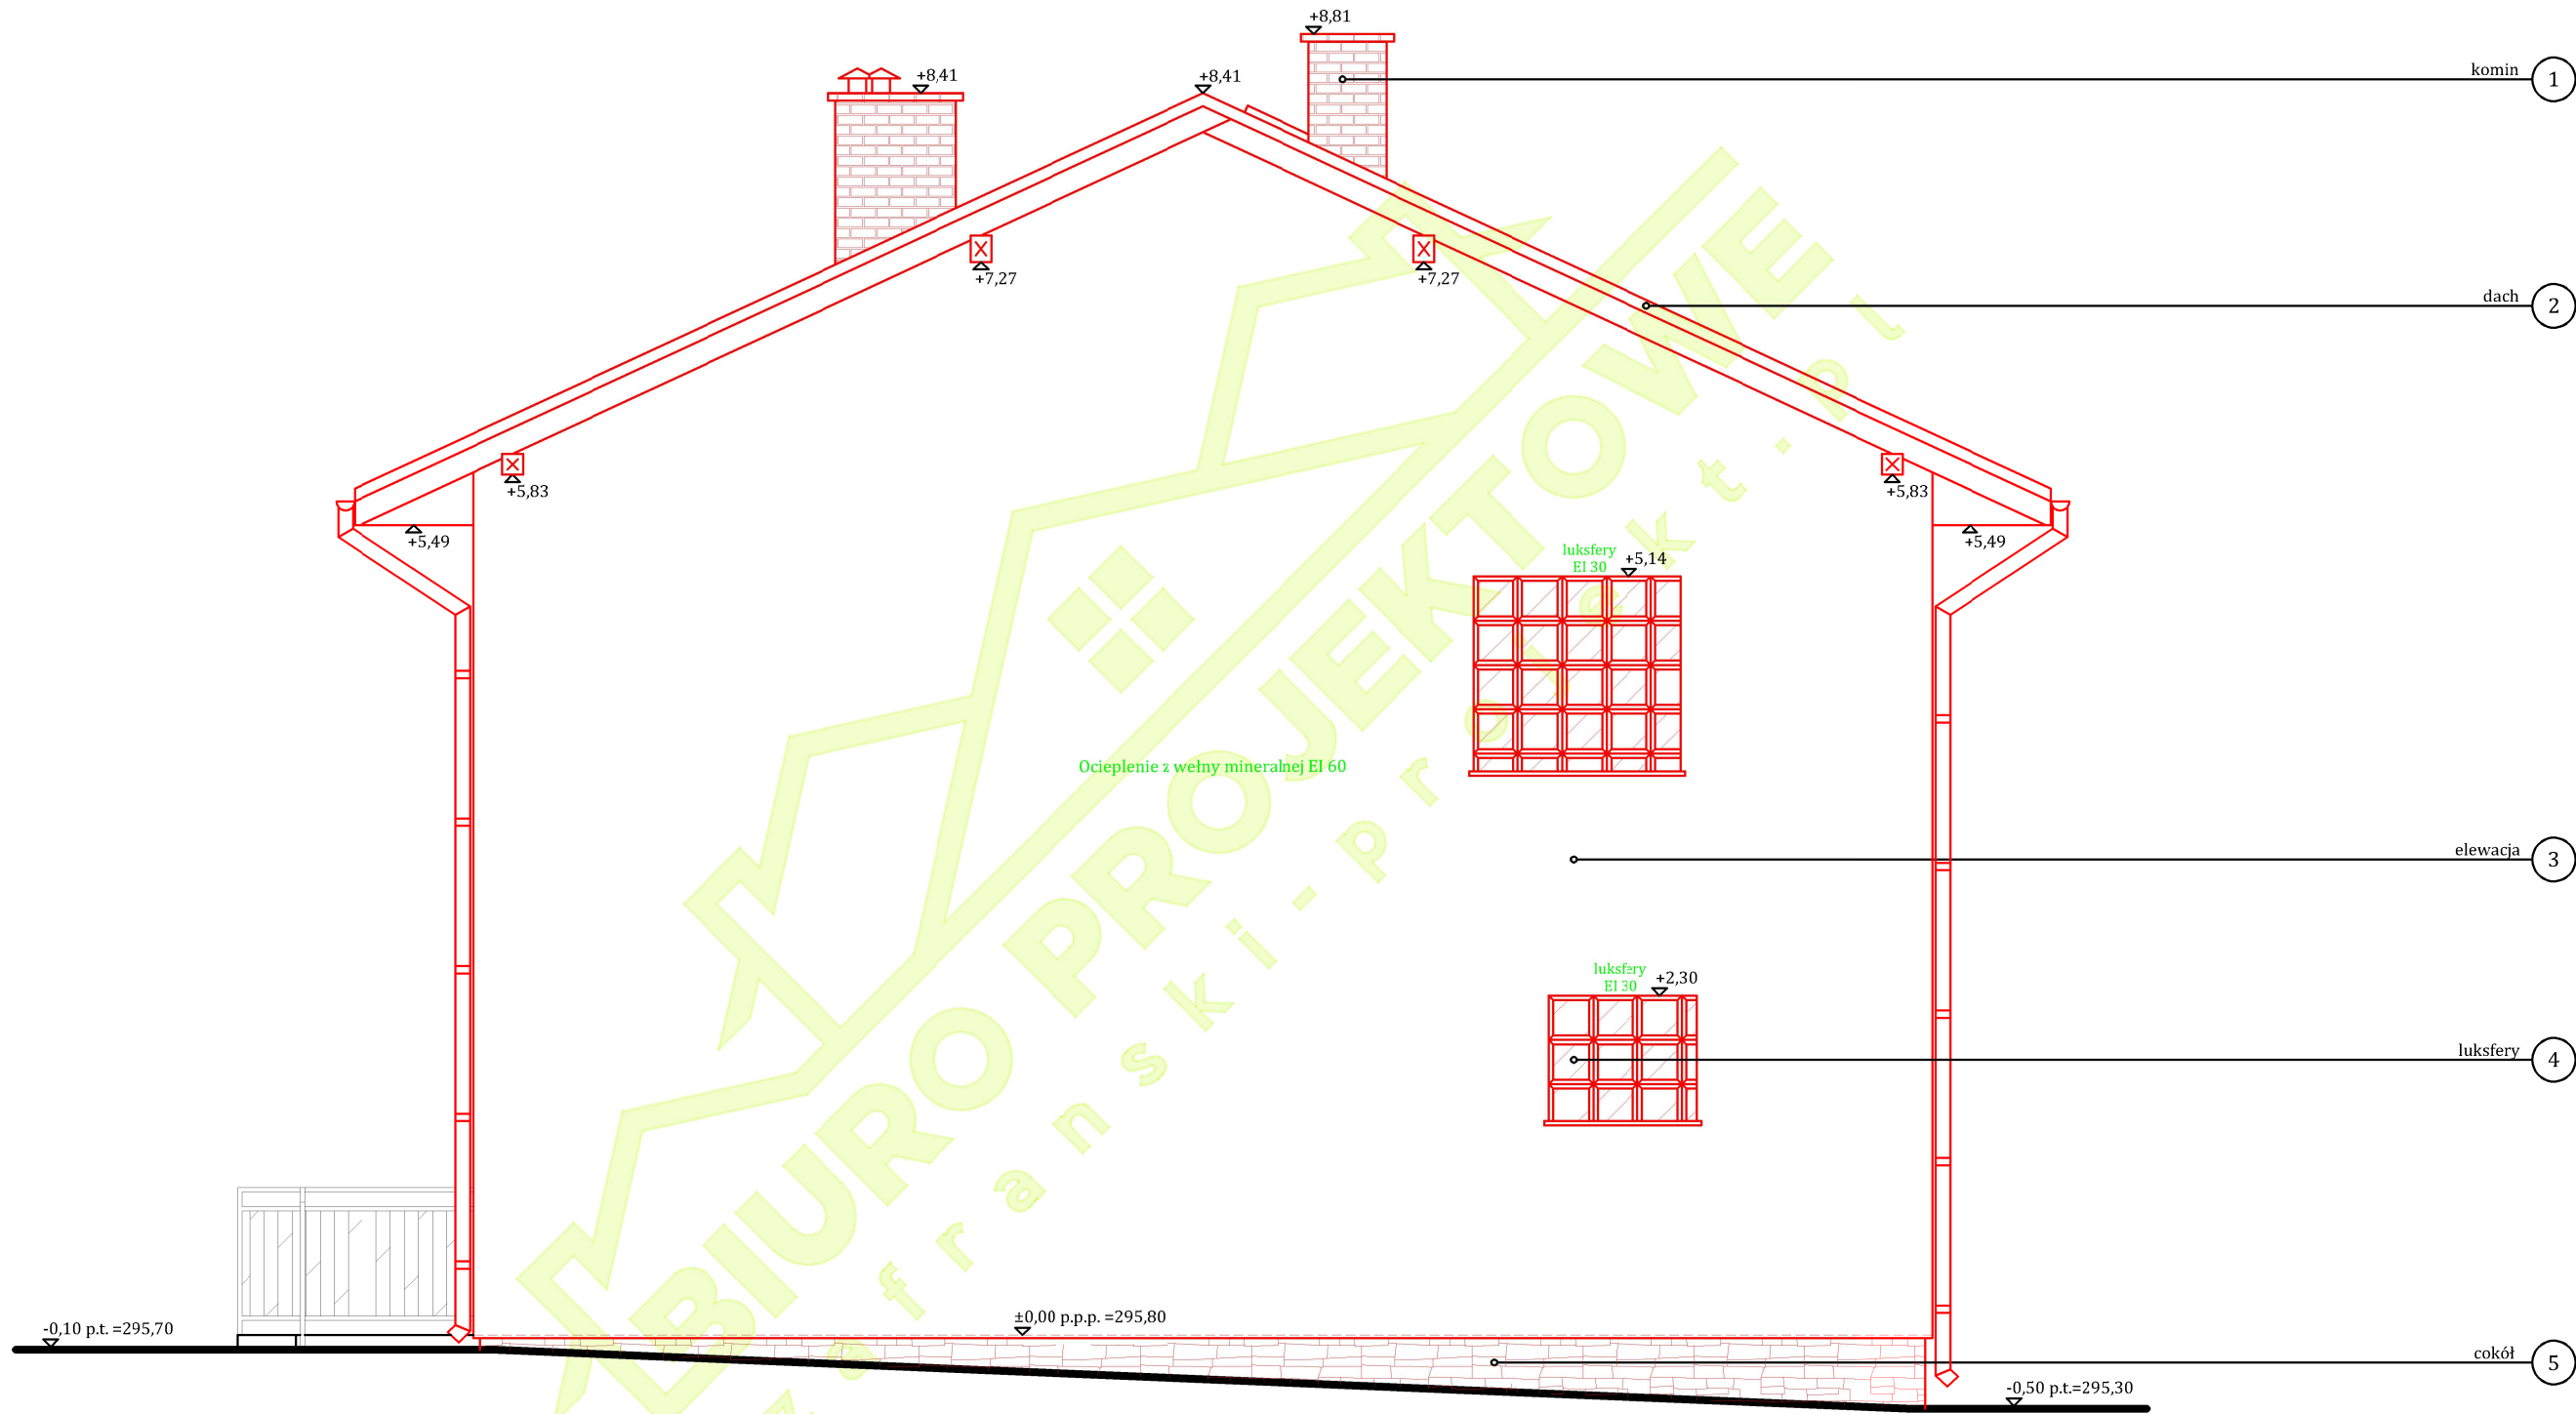 +8,81
komin
1
+8,41
+8,41
+7,27
+7,27
dach
2
+5,83
+5,83
+5,49
+5,49
luksfery
EI 30
+5,14
Ocieplenie z wełny mineralnej EI 60
elewacja
3
luksfery
EI 30
+2,30
luksfery
4
-0,10 p.t. =295,70
±0,00 p.p.p. =295,80
cokół
5
-0,50 p.t.=295,30
BIURO PROJEKTOWE
afranski-projekt.pl